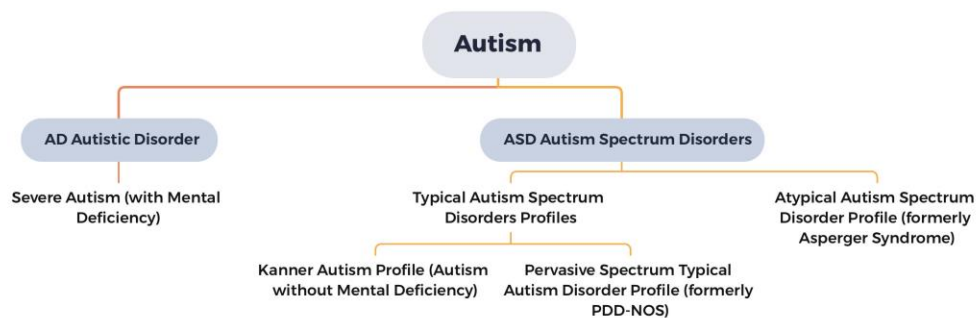 Autism
AD Autistic Disorder
ASD Autism Spectrum Disorders
Severe Autism (with Mental
Deficiency)
Typical Autism Spectrum
Disorders Profiles
Atypical Autism Spectrum
Disorder Profile (formerly
Asperger Syndrome)
Kanner Autism Profile (Autism
without Mental Deficiency)
Pervasive Spectrum Typical
Autism Disorder Profile (formerly
PDD-NOS)